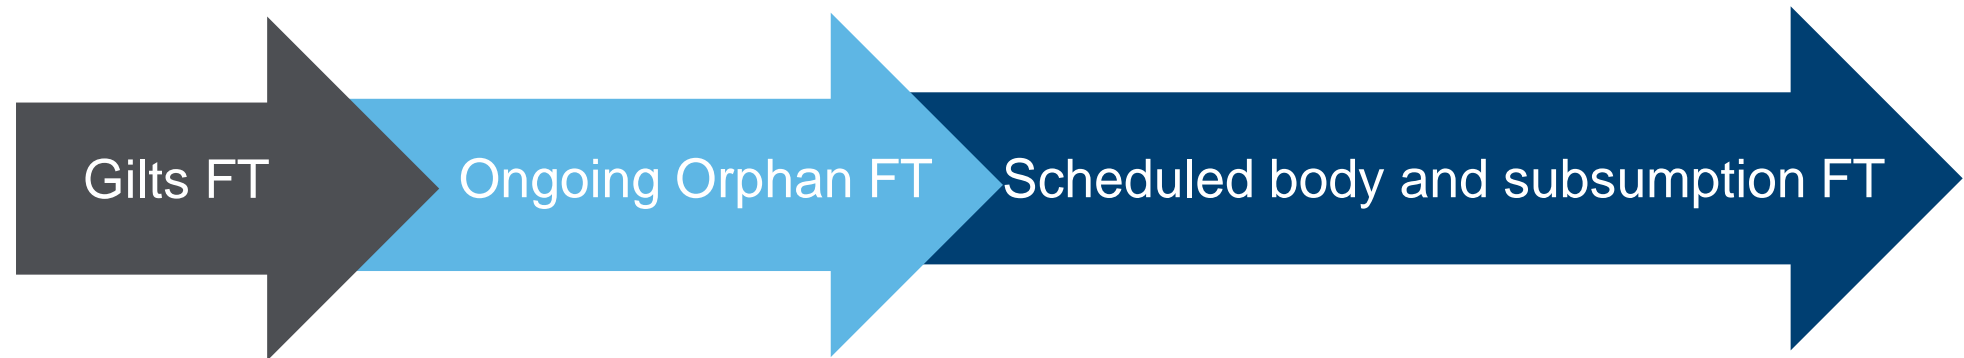 Gilts FT
Ongoing Orphan FT
Scheduled body and subsumption FT